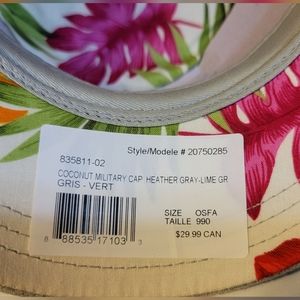 Style/Modele # 20750285
835811-02
COCONUT MILITARY CAP HEATHER GRAY-LIME GR
GRIS - VERT
SIZE OSFA
TAILLE 990
$29.99 CAN
8 88535 17103 3